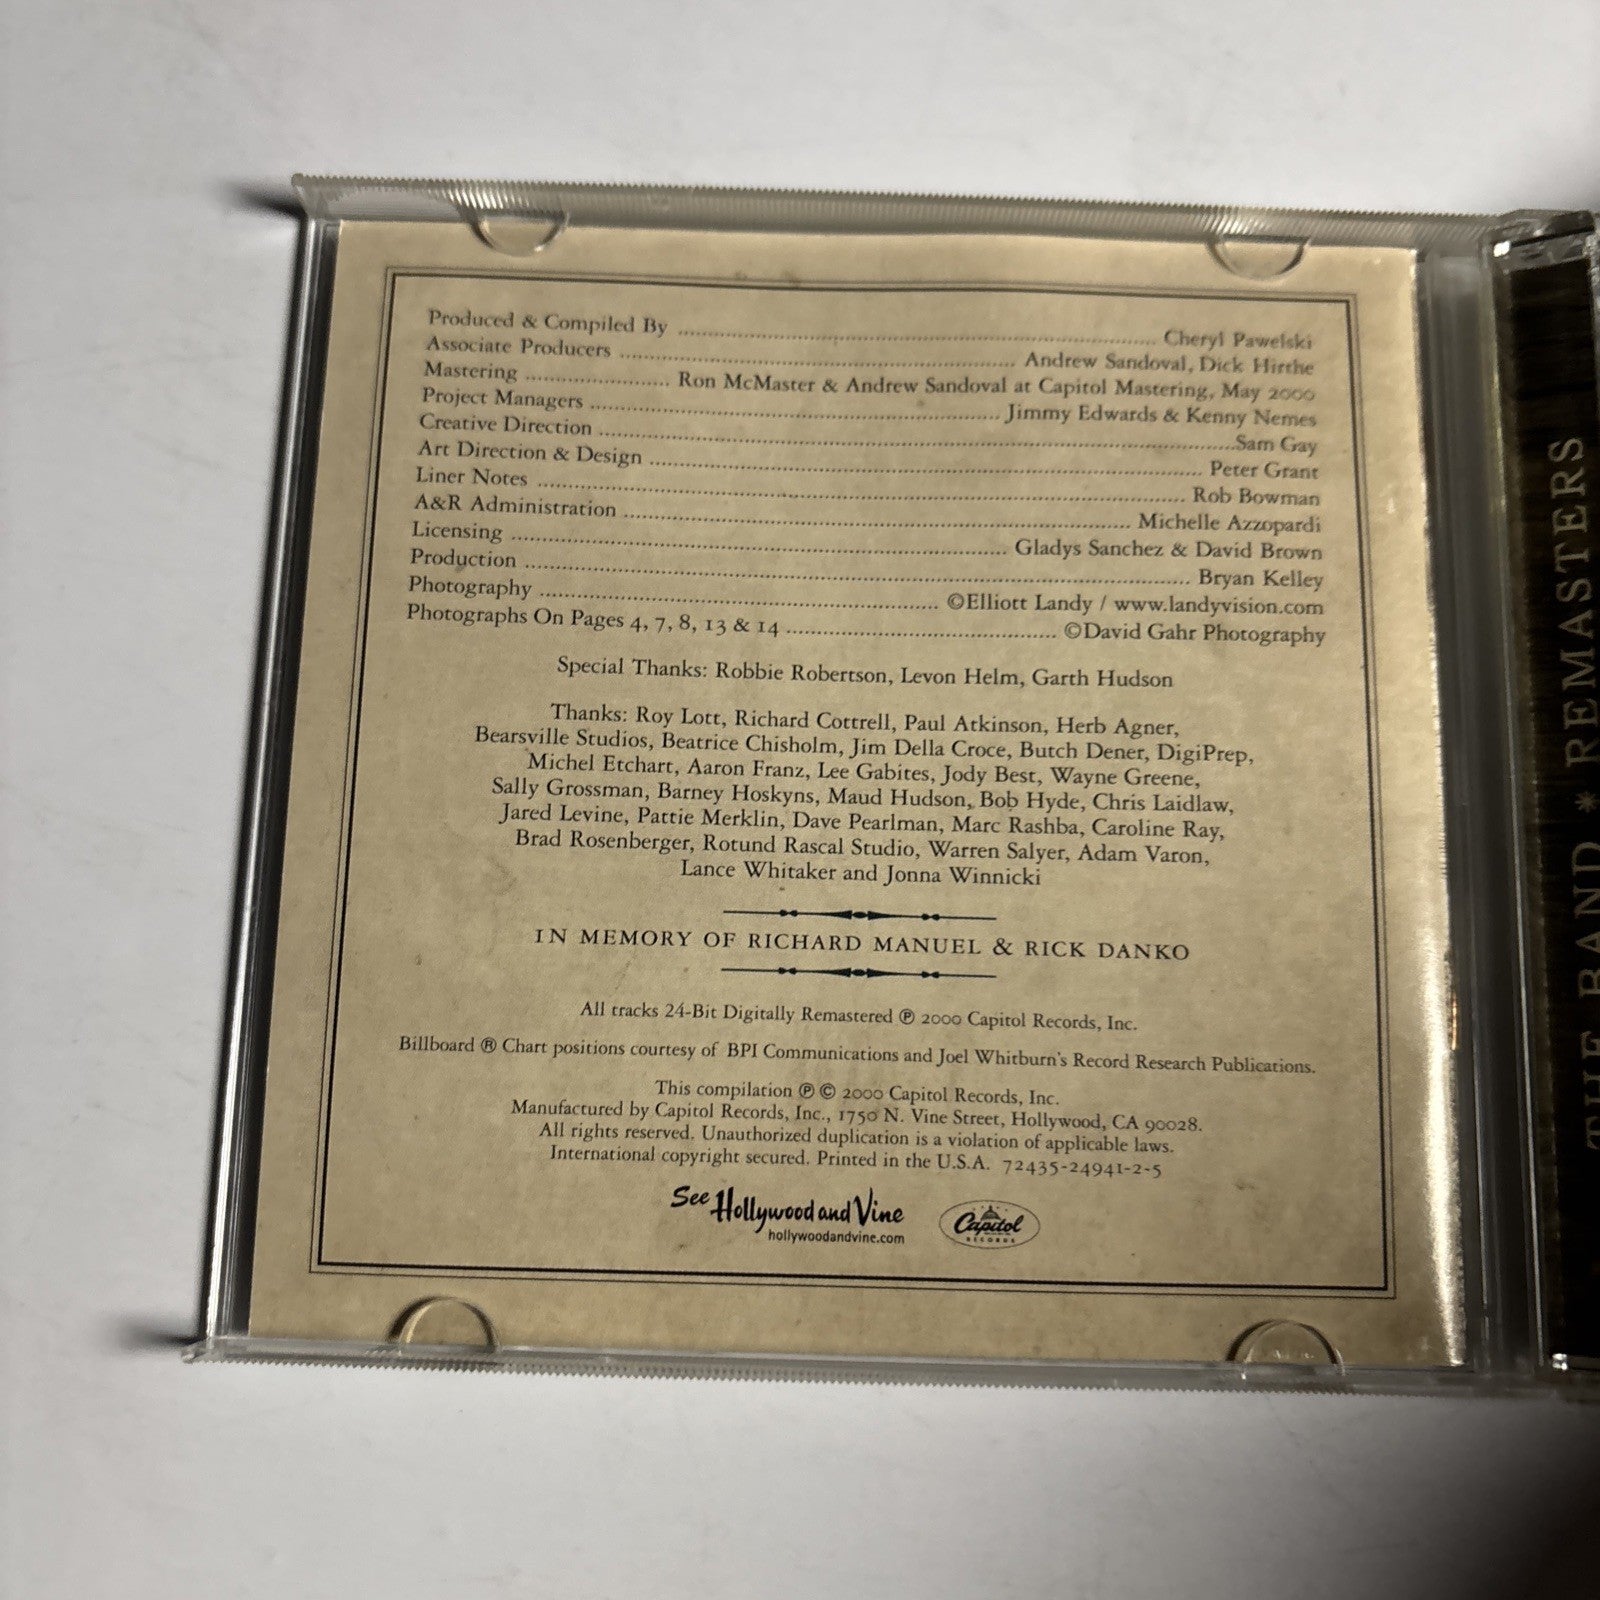 Produced & Compiled By ........ Cheryl Pawelski
Associate Producers ........ Andrew Sandoval, Dick Hirthe
Mastering ........ Ron McMaster & Andrew Sandoval at Capitol Mastering, May 2000
Project Managers ........ Jimmy Edwards & Kenny Nemes
Creative Direction ........ Sam Gay
Art Direction & Design ........ Peter Grant
Liner Notes ........ Rob Bowman
A&R Administration ........ Michelle Azzopardi
Licensing ........ Gladys Sanchez & David Brown
Production ........ Bryan Kelley
Photography ........ ©Elliott Landy / www.landyvision.com
Photographs On Pages 4, 7, 8, 13 & 14 ........ ©David Gahr Photography
Special Thanks: Robbie Robertson, Levon Helm, Garth Hudson
Thanks: Roy Lott, Richard Cottrell, Paul Atkinson, Herb Agner,
Bearsville Studios, Beatrice Chisholm, Jim Della Croce, Butch Dener, DigiPrep,
Michel Etchart, Aaron Franz, Lee Gabites, Jody Best, Wayne Greene,
Sally Grossman, Barney Hoskyns, Maud Hudson, Bob Hyde, Chris Laidlaw,
Jared Levine, Pattie Merklin, Dave Pearlman, Marc Rashba, Caroline Ray,
Brad Rosenberger, Rotund Rascal Studio, Warren Salyer, Adam Varon,
Lance Whitaker and Jonna Winnicki
IN MEMORY OF RICHARD MANUEL & RICK DANKO
All tracks 24-Bit Digitally Remastered ℗ 2000 Capitol Records, Inc.
Billboard ® Chart positions courtesy of BPI Communications and Joel Whitburn's Record Research Publications.
This compilation ℗ © 2000 Capitol Records, Inc.
Manufactured by Capitol Records, Inc., 1750 N. Vine Street, Hollywood, CA 90028.
All rights reserved. Unauthorized duplication is a violation of applicable laws.
International copyright secured. Printed in the U.S.A. 72435-24941-2-5
See Hollywood and Vine
hollywoodandvine.com
Capitol
RECORDS
THE BAND * REMASTERS